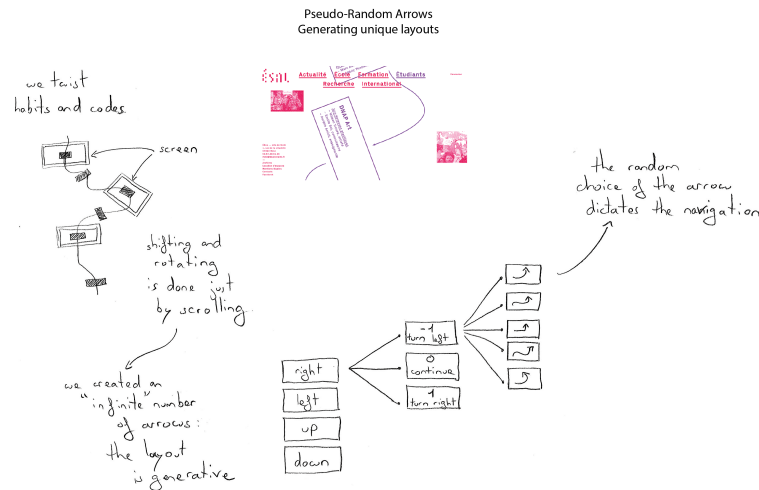 Pseudo-Random Arrows
Generating unique layouts
we twist
habits and codes
screen
ÉSAL
Actualité École Formation Étudiants
Recherche International
DNAP Art
the random
choice of the arrow
dictates the navigation
shifting and
rotating
is done just
by scrolling
we created an
"infinite" number
of arrows:
the layout
is generative
right
left
up
down
-1
turn left
0
continue
1
turn right